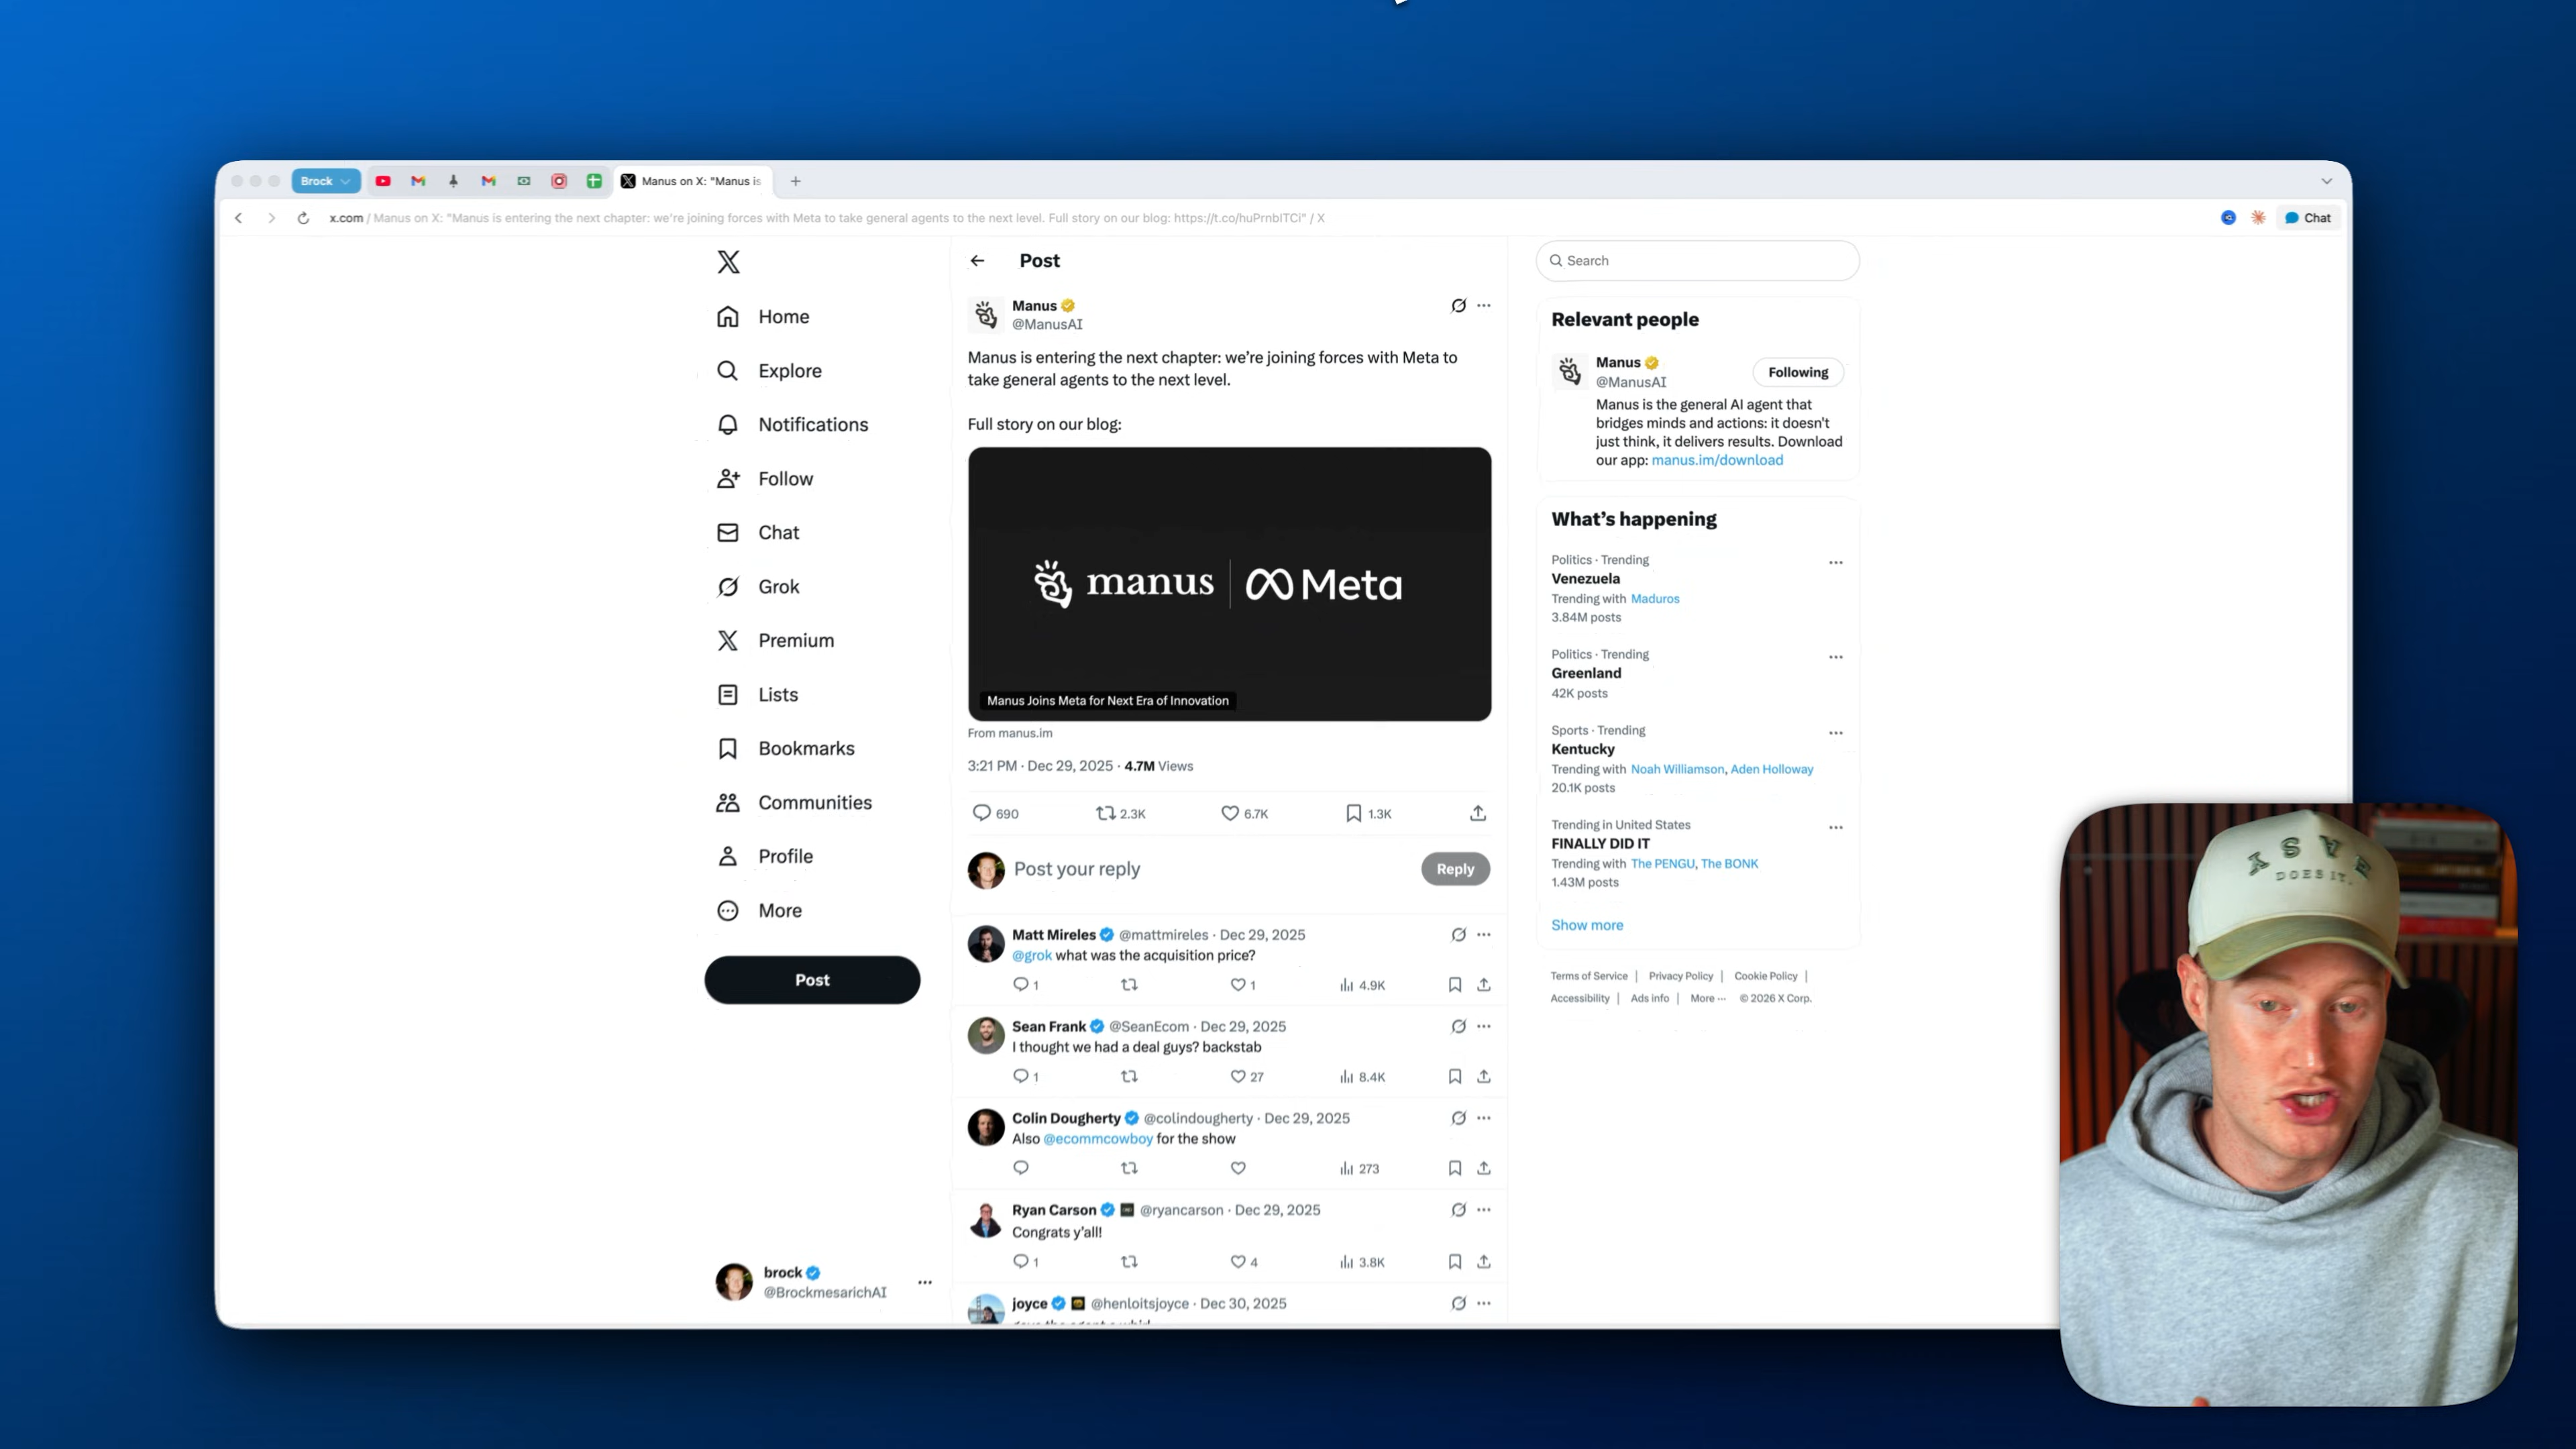 Brock
Manus on X: "Manus is
x.com / Manus on X: "Manus is entering the next chapter: we're joining forces with Meta to take general agents to the next level. Full story on our blog: https://t.co/huPrnbITCi" / X
Chat
Home
Explore
Notifications
Follow
Chat
Grok
Premium
Lists
Bookmarks
Communities
Profile
More
Post
brock
@BrockmesarichAI
Post
Manus
@ManusAI
Manus is entering the next chapter: we're joining forces with Meta to
take general agents to the next level.
Full story on our blog:
manus | Meta
Manus Joins Meta for Next Era of Innovation
From manus.im
3:21 PM · Dec 29, 2025 · 4.7M Views
690 2.3K 6.7K 1.3K
Post your reply
Reply
Matt Mireles @mattmireles · Dec 29, 2025
@grok what was the acquisition price?
1 1 4.9K
Sean Frank @SeanEcom · Dec 29, 2025
I thought we had a deal guys? backstab
1 27 8.4K
Colin Dougherty @colindougherty · Dec 29, 2025
Also @ecommcowboy for the show
273
Ryan Carson @ryancarson · Dec 29, 2025
Congrats y'all!
1 4 3.8K
joyce @henloitsjoyce · Dec 30, 2025
Search
Relevant people
Manus
@ManusAI
Following
Manus is the general AI agent that
bridges minds and actions: it doesn't
just think, it delivers results. Download
our app: manus.im/download
What's happening
Politics · Trending
Venezuela
Trending with Maduros
3.84M posts
Politics · Trending
Greenland
42K posts
Sports · Trending
Kentucky
Trending with Noah Williamson, Aden Holloway
20.1K posts
Trending in United States
FINALLY DID IT
Trending with The PENGU, The BONK
1.43M posts
Show more
Terms of Service | Privacy Policy | Cookie Policy |
Accessibility | Ads info | More ··· © 2026 X Corp.
DOES IT.